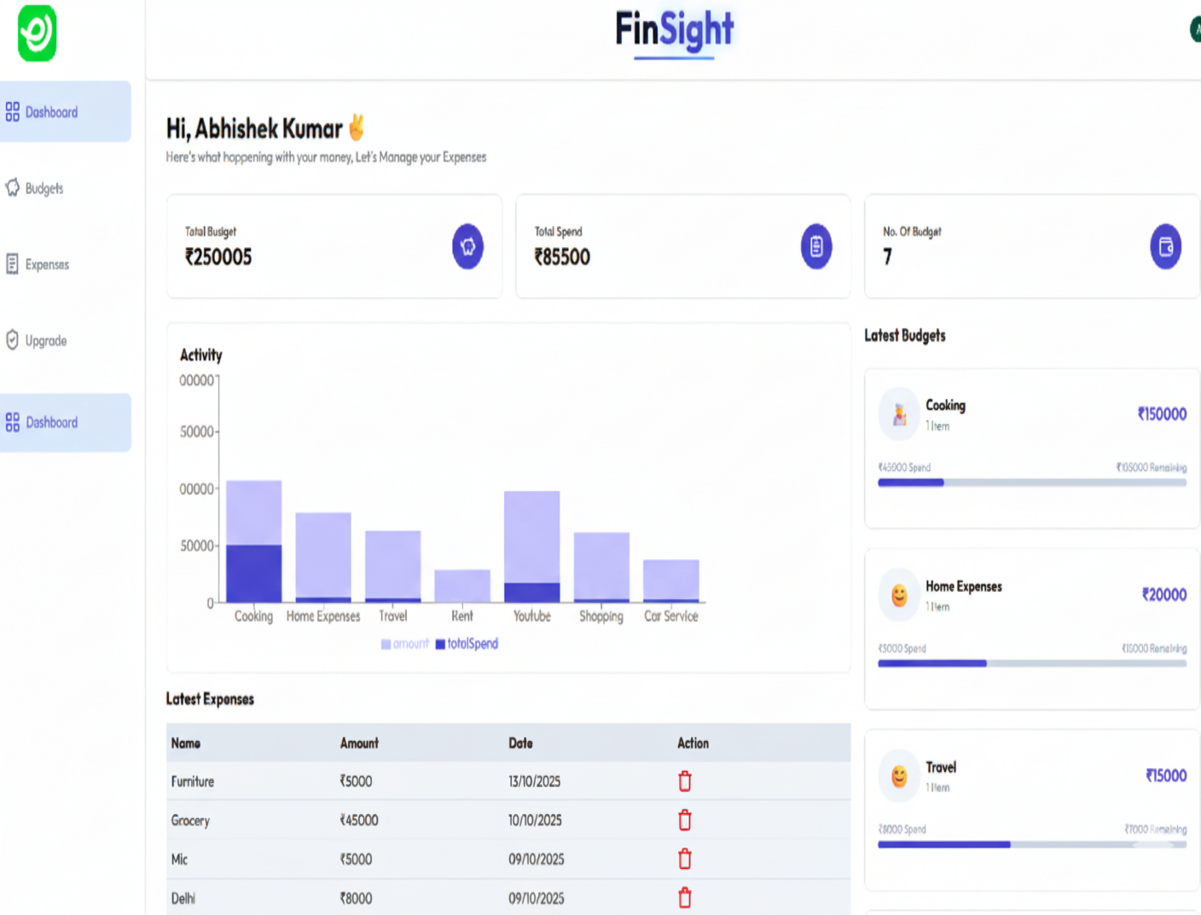 FinSight
Dashboard
Budgets
Expenses
Upgrade
Dashboard
Hi, Abhishek Kumar ✌️
Here's what happening with your money, Let's Manage your Expenses
Total Budget
₹250005
Total Spend
₹85500
No. Of Budget
7
Activity
00000
50000
00000
50000
0
Cooking Home Expenses Travel Rent Youtube Shopping Car Service
amount totalSpend
Latest Expenses
Name Amount Date Action
Furniture ₹5000 13/10/2025
Grocery ₹45000 10/10/2025
Mic ₹5000 09/10/2025
Delhi ₹8000 09/10/2025
Latest Budgets
Cooking
1 Item
₹150000
₹45000 Spend ₹105000 Remaining
Home Expenses
1 Item
₹20000
₹5000 Spend ₹15000 Remaining
Travel
1 Item
₹15000
₹8000 Spend ₹7000 Remaining